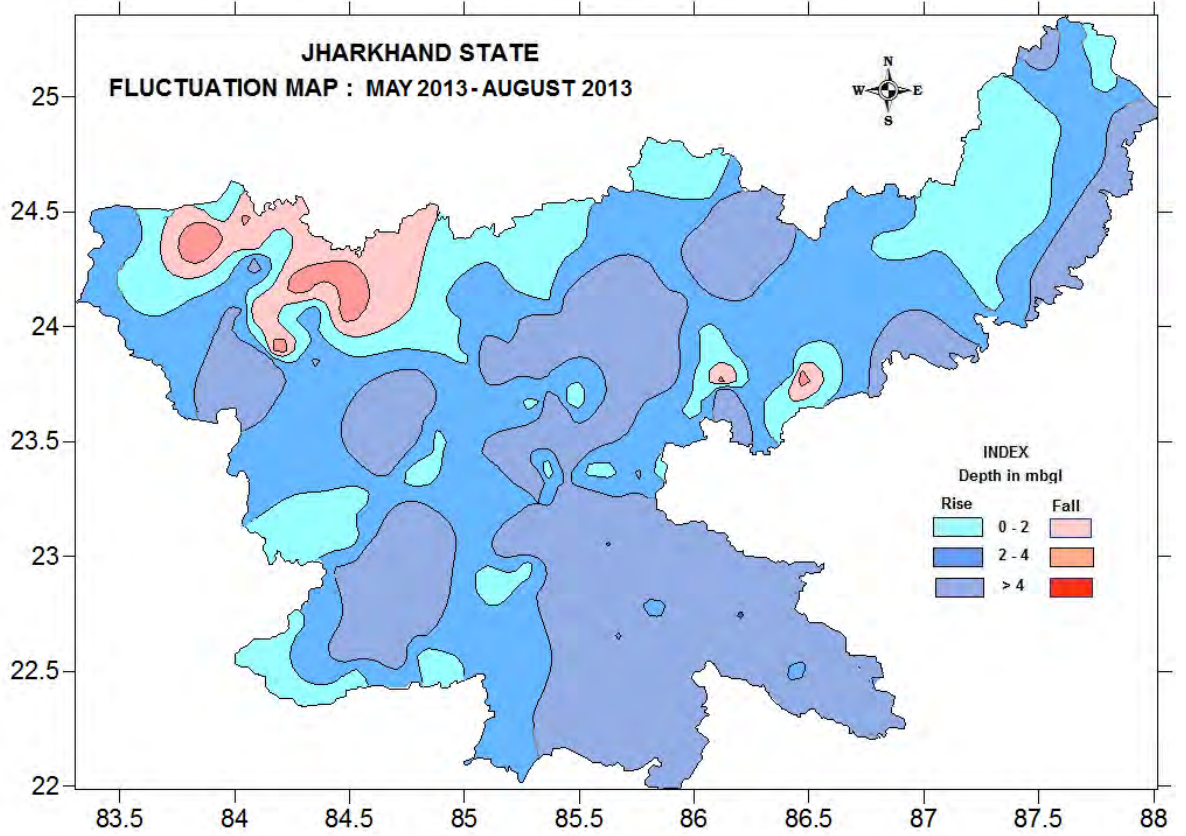 JHARKHAND STATE
FLUCTUATION MAP : MAY 2013 - AUGUST 2013
N
W E
S
25
24.5
24
23.5
23
22.5
22
INDEX
Depth in mbgl
Rise Fall
0 - 2
2 - 4
> 4
83.5 84 84.5 85 85.5 86 86.5 87 87.5 88